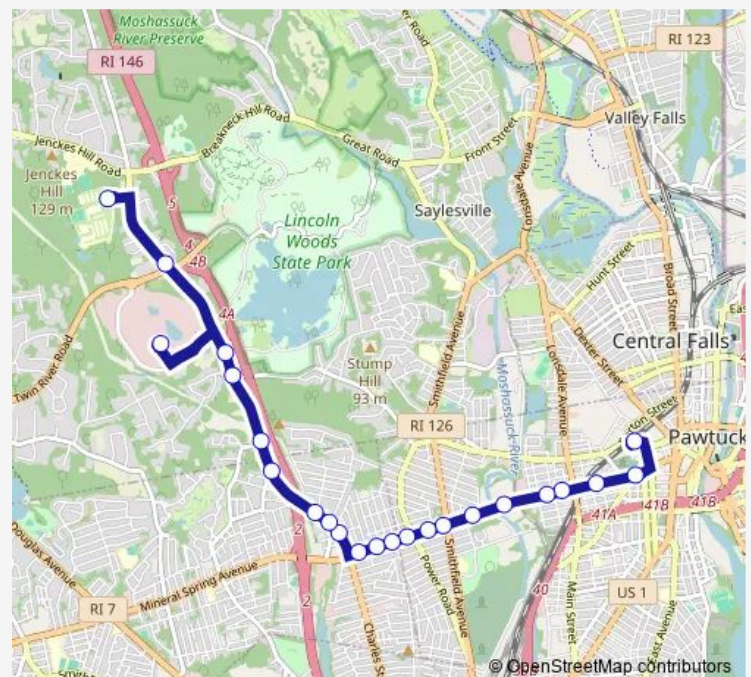 Moshassuck
River Preserve
RI 146
RI 123
Valley Falls
Breakneck Hill Road
Great Road
Front Street
Jenckes Hill Road
Jenckes
Hill
129 m
5
Lonsdale Avenue
Saylesville
Lincoln
Woods
State Park
4
4B
Hunt Street
Broad Street
4A
Smithfield Avenue
Dexter Street
Central Falls
Twin River Road
Stump
Hill
93 m
Moshassuck River
Lonsdale Avenue
RI 126
Pawtuck
2
41A
41B
41B
Douglas Avenue
Mineral Spring Avenue
Power Road
Smithfield Avenue
40
Main Street
US 1
RI 7
2
Charles St
East Avenue
© OpenStreetMap contributors